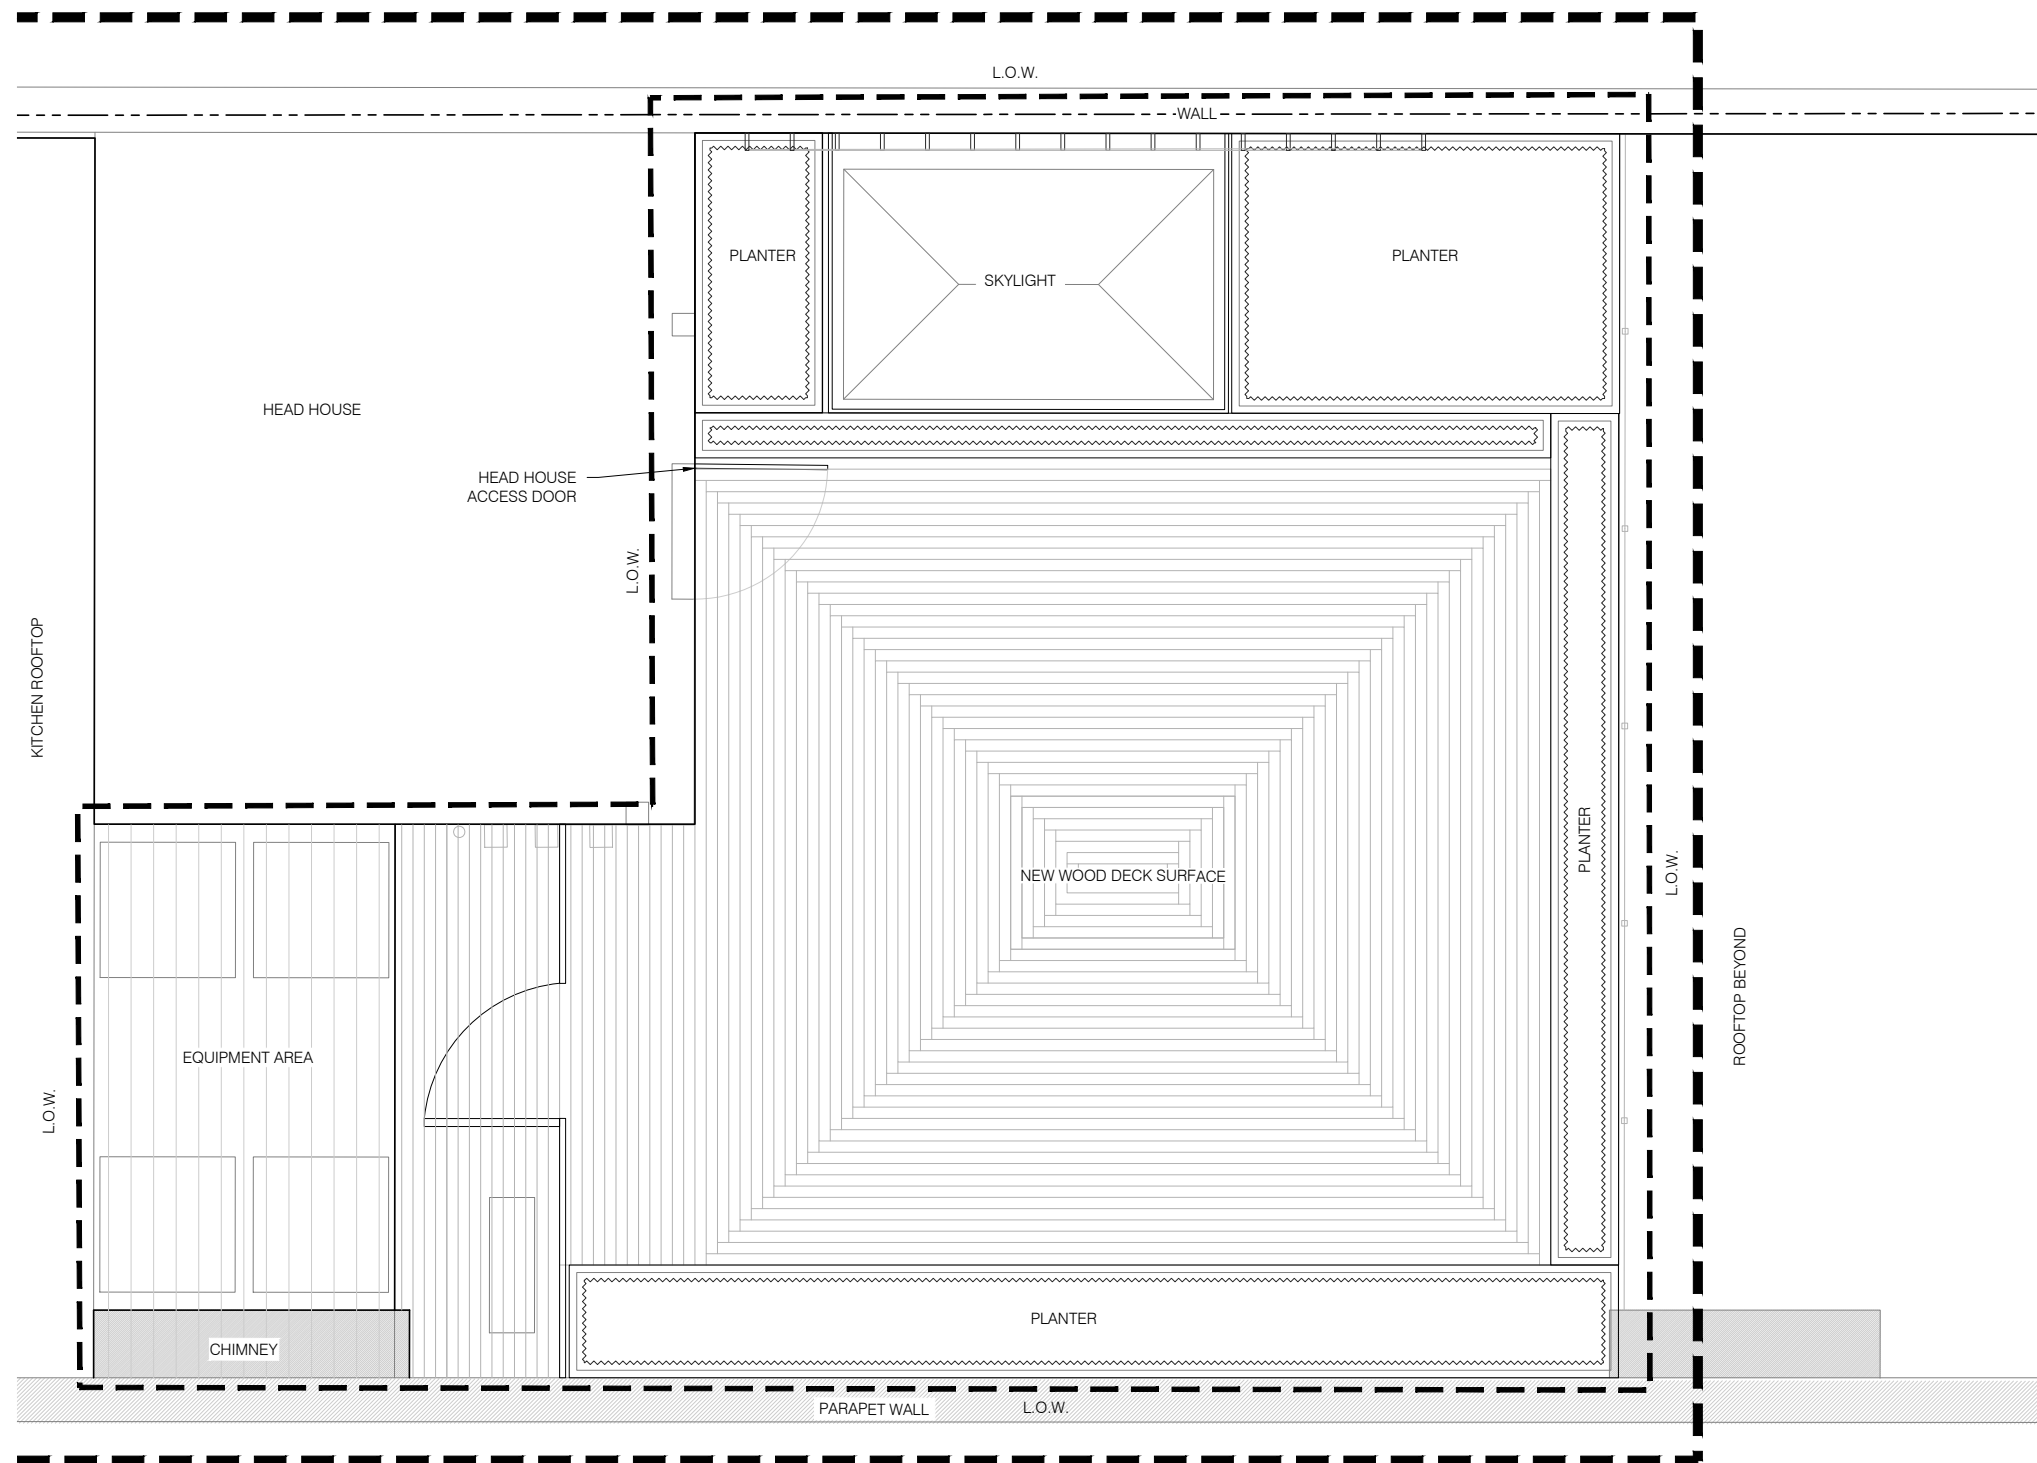 L.O.W.
WALL
PLANTER
SKYLIGHT
PLANTER
HEAD HOUSE
HEAD HOUSE
ACCESS DOOR
L.O.W.
KITCHEN ROOFTOP
PLANTER
L.O.W.
NEW WOOD DECK SURFACE
ROOFTOP BEYOND
EQUIPMENT AREA
L.O.W.
PLANTER
CHIMNEY
PARAPET WALL
L.O.W.